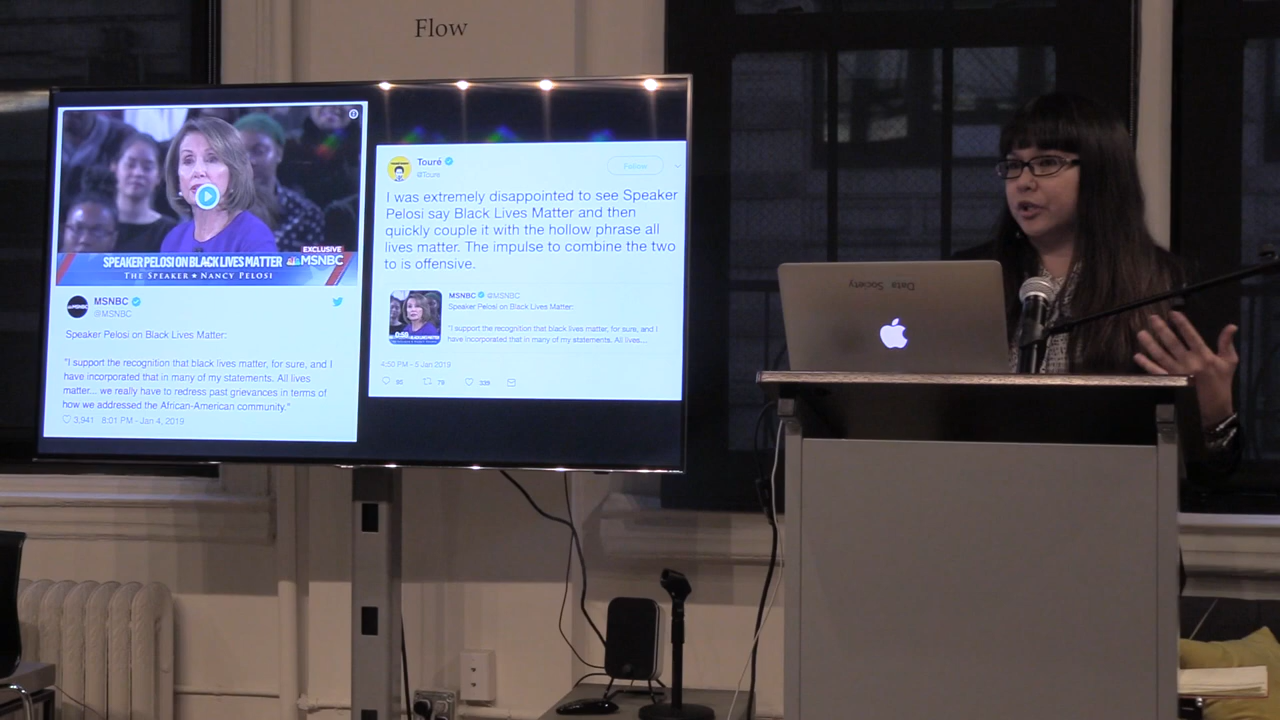 Flow
EXCLUSIVE
SPEAKER PELOSI ON BLACK LIVES MATTER MSNBC
THE SPEAKER ★ NANCY PELOSI
MSNBC
@MSNBC
Speaker Pelosi on Black Lives Matter:
"I support the recognition that black lives matter, for sure, and I
have incorporated that in many of my statements. All lives
matter... we really have to redress past grievances in terms of
how we addressed the African-American community."
3,941 8:01 PM - Jan 4, 2019
Touré
@Toure
Follow
I was extremely disappointed to see Speaker
Pelosi say Black Lives Matter and then
quickly couple it with the hollow phrase all
lives matter. The impulse to combine the two
to is offensive.
MSNBC @MSNBC
Speaker Pelosi on Black Lives Matter:
"I support the recognition that black lives matter, for sure, and I
have incorporated that in many of my statements. All lives....
4:50 PM - 5 Jan 2019
79 339
Data Society